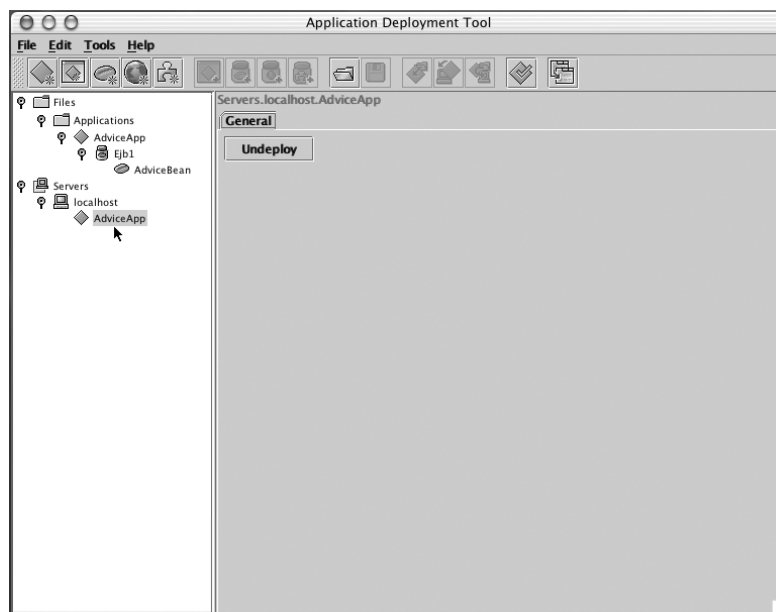 Application Deployment Tool
File Edit Tools Help
Files
Applications
AdviceApp
Ejb1
AdviceBean
Servers
localhost
AdviceApp
Servers.localhost.AdviceApp
General
Undeploy